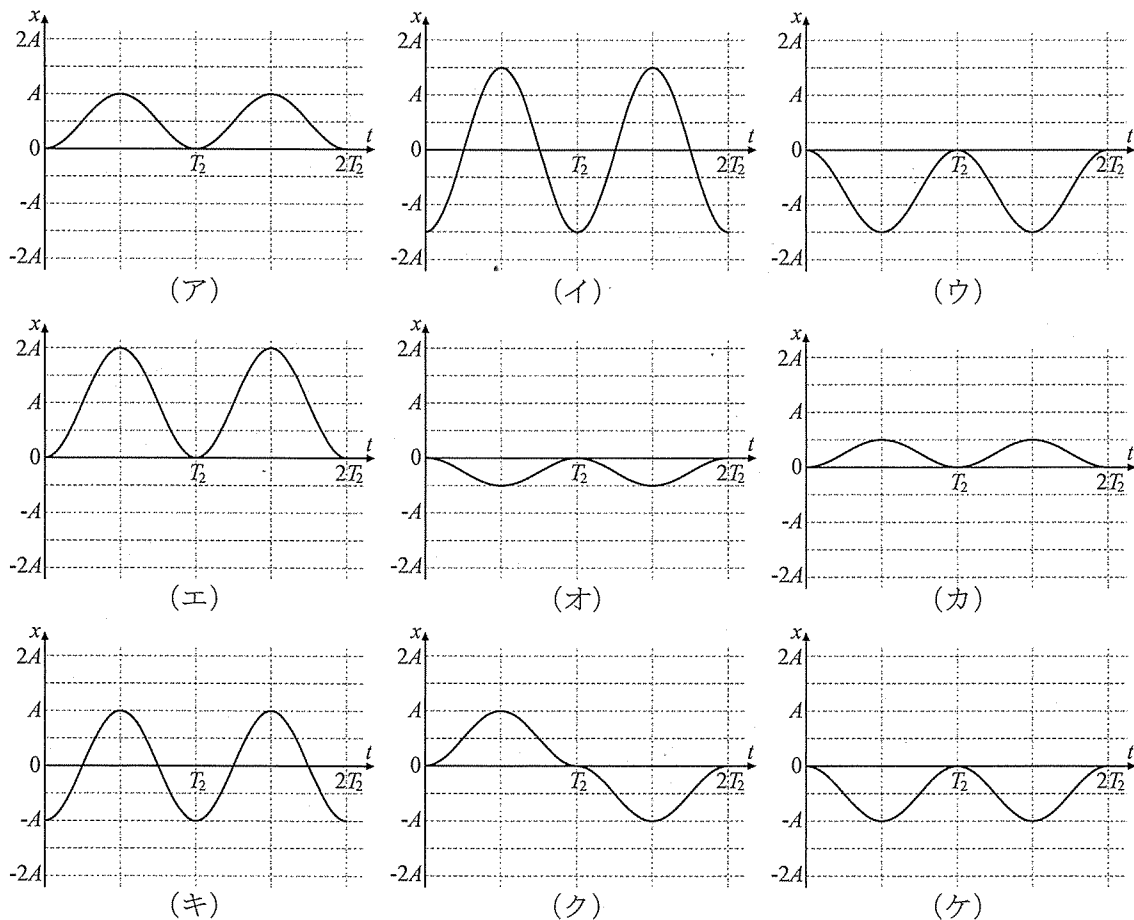 x x x
2A 2A 2A
A A A
0 t 0 t 0 t
T₂ 2T₂ T₂ 2T₂ T₂ 2T₂
-A -A -A
-2A -2A -2A
(ア) (イ) (ウ)
x x x
2A 2A 2A
A A A
0 t 0 t 0 t
T₂ 2T₂ T₂ 2T₂ T₂ 2T₂
-A -A -A
-2A -2A -2A
(エ) (オ) (カ)
x x x
2A 2A 2A
A A A
0 t 0 t 0 t
T₂ 2T₂ T₂ 2T₂ T₂ 2T₂
-A -A -A
-2A -2A -2A
(キ) (ク) (ケ)